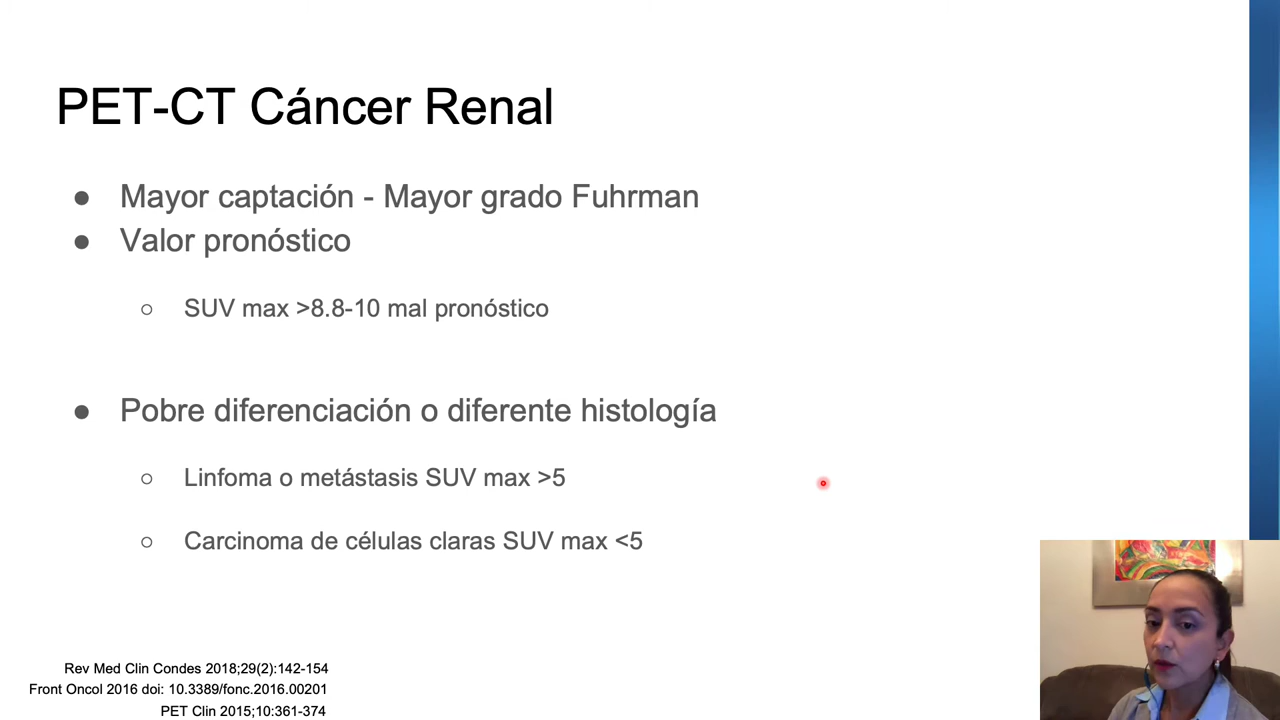 PET-CT Cáncer Renal
● Mayor captación - Mayor grado Fuhrman
● Valor pronóstico
○ SUV max >8.8-10 mal pronóstico
● Pobre diferenciación o diferente histología
○ Linfoma o metástasis SUV max >5
○ Carcinoma de células claras SUV max <5
Rev Med Clin Condes 2018;29(2):142-154
Front Oncol 2016 doi: 10.3389/fonc.2016.00201
PET Clin 2015;10:361-374